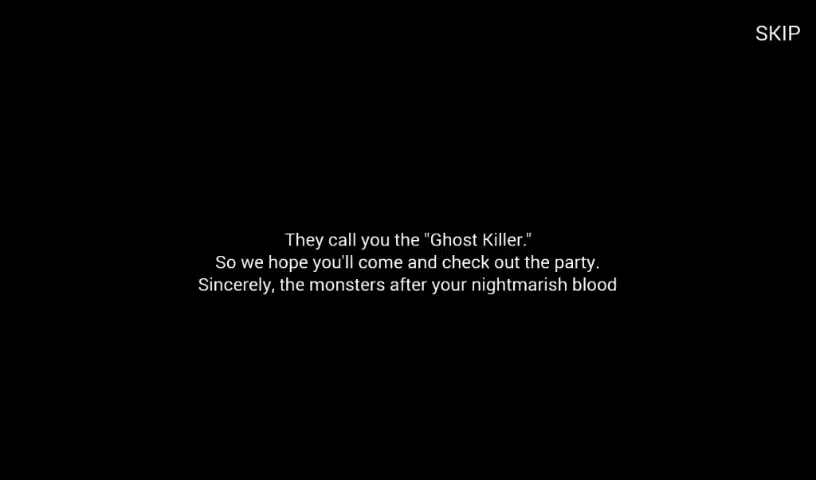 SKIP
They call you the "Ghost Killer."
So we hope you'll come and check out the party.
Sincerely, the monsters after your nightmarish blood